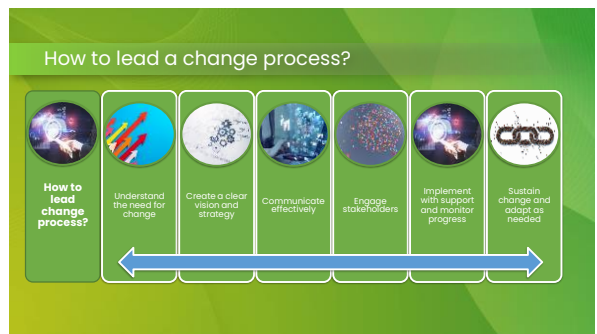 How to lead a change process?
How to
lead
change
process?
Understand
the need for
change
Create a clear
vision and
strategy
Communicate
effectively
Engage
stakeholders
Implement
with support
and monitor
progress
Sustain
change and
adapt as
needed